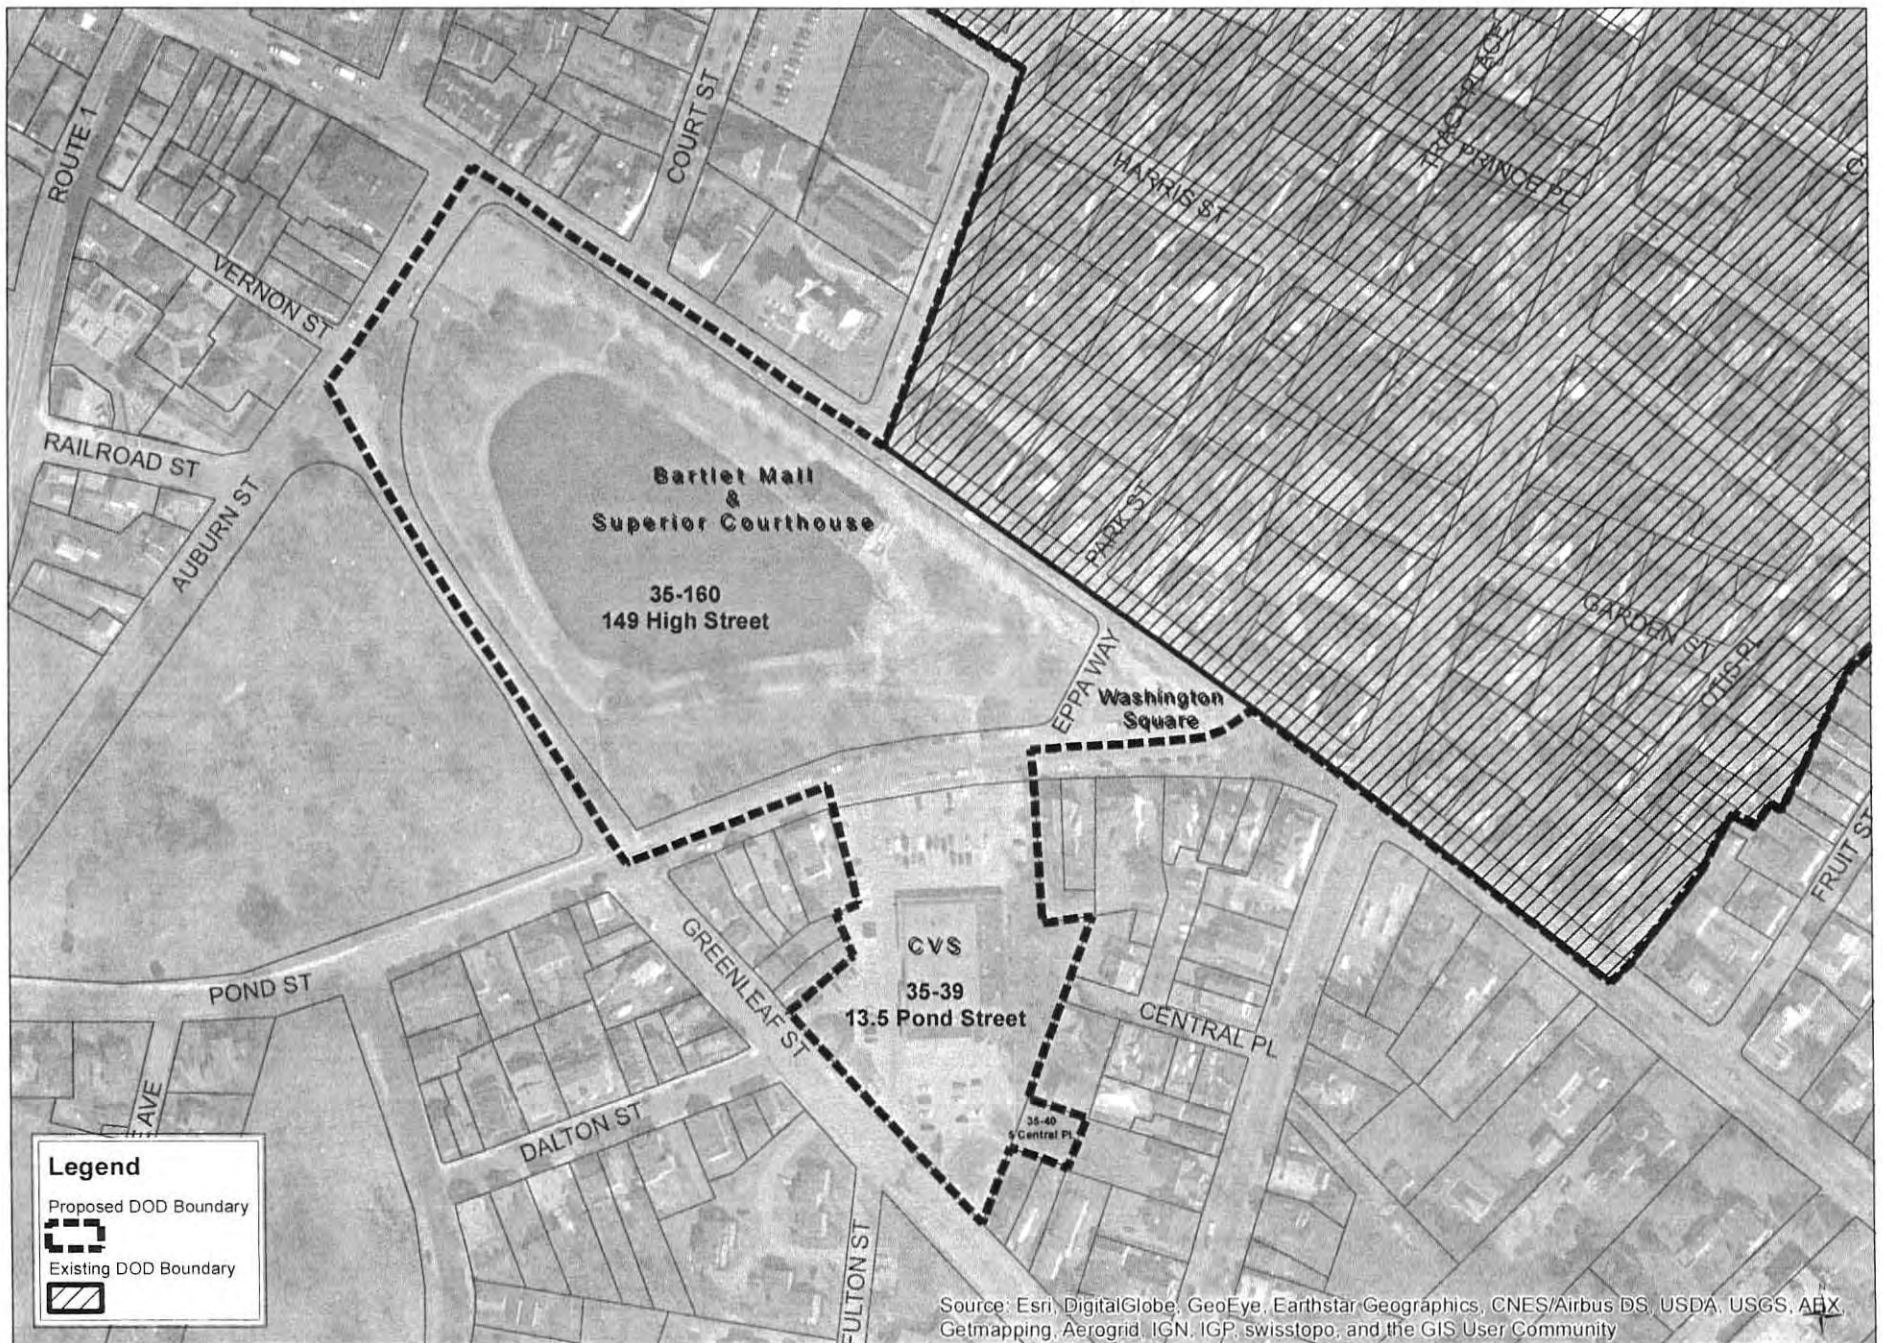 ROUTE 1
COURT ST
HARRIS ST
TRACY PLACE
PRINCE PL
VERNON ST
RAILROAD ST
AUBURN ST
Bartlet Mall
&
Superior Courthouse
35-160
149 High Street
PARK ST
GARDEN ST
OTIS PL
EPPA WAY
Washington
Square
FRUIT ST
GREENLEAF ST
CVS
35-39
13.5 Pond Street
CENTRAL PL
POND ST
35-40
5 Central Pl.
DALTON ST
AVE
FULTON ST
Legend
Proposed DOD Boundary
Existing DOD Boundary
Source: Esri, DigitalGlobe, GeoEye, Earthstar Geographics, CNES/Airbus DS, USDA, USGS, AEX,
Getmapping, Aerogrid, IGN, IGP, swisstopo, and the GIS User Community